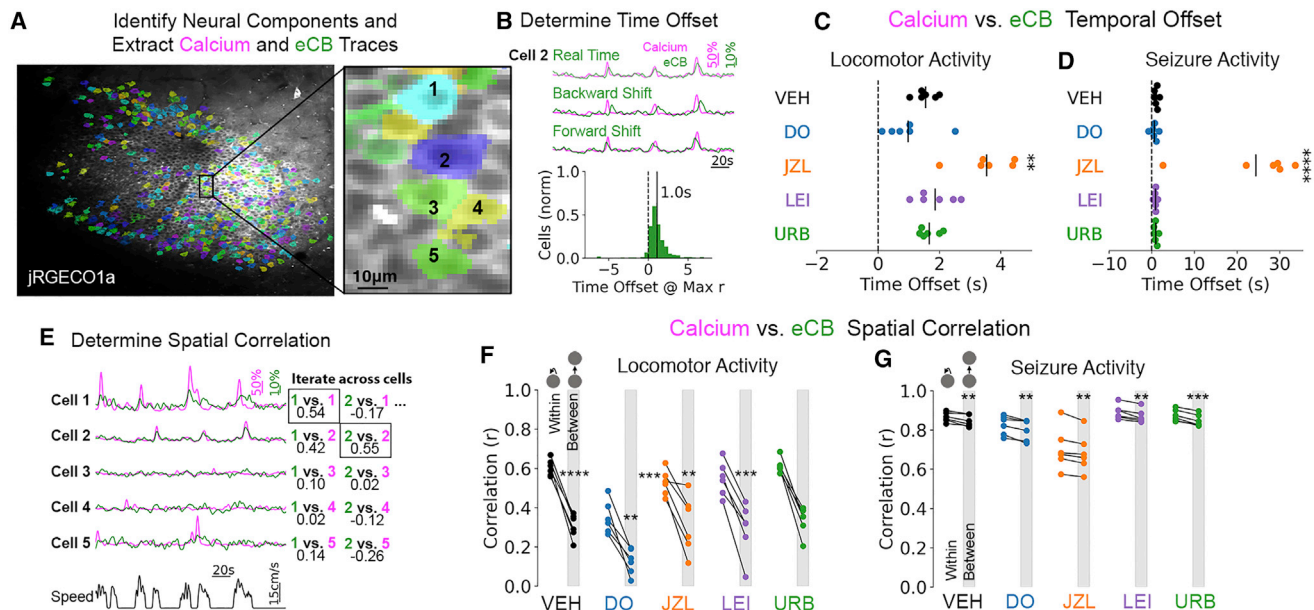 A
Identify Neural Components and
Extract Calcium and eCB Traces
jRGECO1a
1
2
3
4
5
10μm
B
Determine Time Offset
Cell 2
Real Time
Calcium
eCB
50%
10%
Backward Shift
Forward Shift
20s
Cells (norm)
1.0
0.5
0.0
1.0s
−5
0
5
Time Offset @ Max r
Calcium vs. eCB Temporal Offset
C
Locomotor Activity
VEH
DO
JZL
**
LEI
URB
−2
0
2
4
Time Offset (s)
D
Seizure Activity
VEH
DO
JZL
****
LEI
URB
0
10
20
30
Time Offset (s)
E
Determine Spatial Correlation
50%
10%
Iterate across cells
Cell 1
1 vs. 1
2 vs. 1 ...
0.54
-0.17
Cell 2
1 vs. 2
2 vs. 2
0.42
0.55
Cell 3
1 vs. 3
2 vs. 3
0.10
0.02
Cell 4
1 vs. 4
2 vs. 4
0.02
-0.12
Cell 5
1 vs. 5
2 vs. 5
0.14
-0.26
20s
Speed
15cm/s
Calcium vs. eCB Spatial Correlation
F
Locomotor Activity
Correlation (r)
1.0
0.8
0.6
0.4
0.2
0.0
Within
Between
****
**
***
**
***
VEH
DO
JZL
LEI
URB
G
Seizure Activity
Correlation (r)
1.0
0.8
0.6
0.4
0.2
0.0
Within
Between
**
**
**
**
***
VEH
DO
JZL
LEI
URB